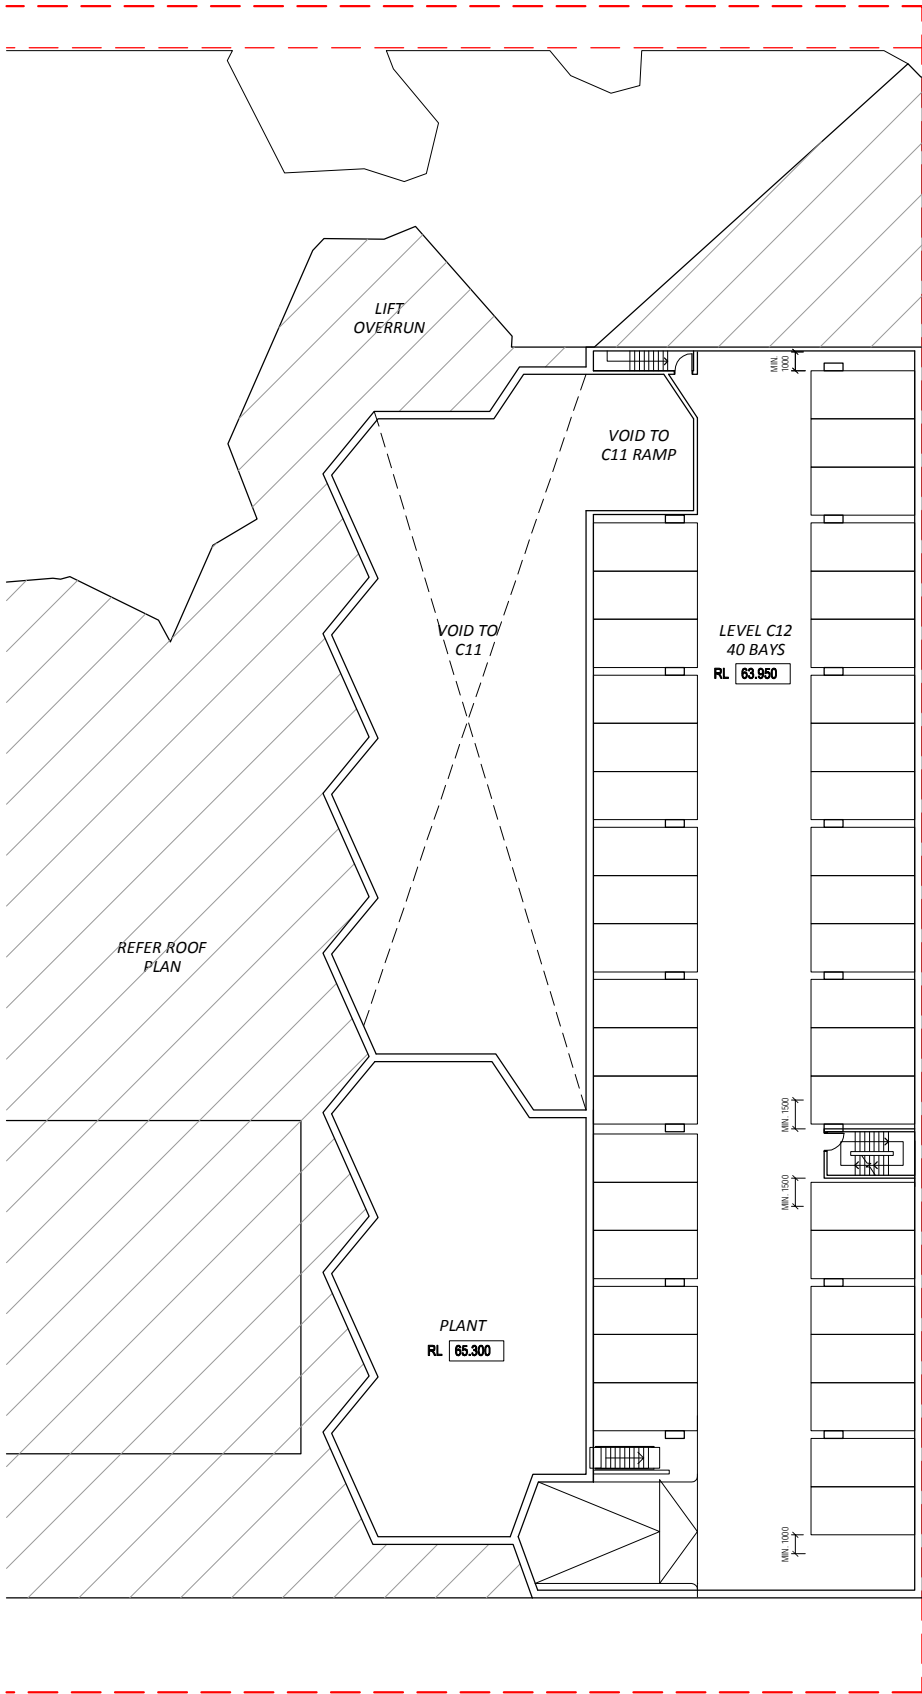 LIFT
OVERRUN
MIN.
1000
VOID TO
C11 RAMP
VOID TO
C11
LEVEL C12
40 BAYS
RL 63.950
REFER ROOF
PLAN
MIN. 1500
MIN. 1500
PLANT
RL 65.300
MIN. 1000